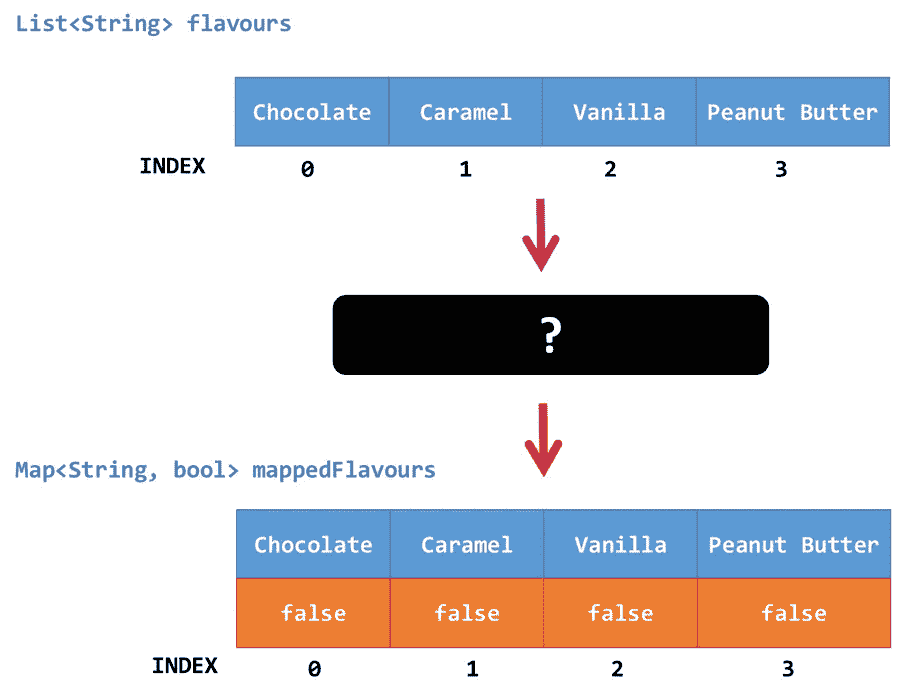 List<String> flavours
Chocolate Caramel Vanilla Peanut Butter
INDEX 0 1 2 3
?
Map<String, bool> mappedFlavours
Chocolate Caramel Vanilla Peanut Butter
false false false false
INDEX 0 1 2 3